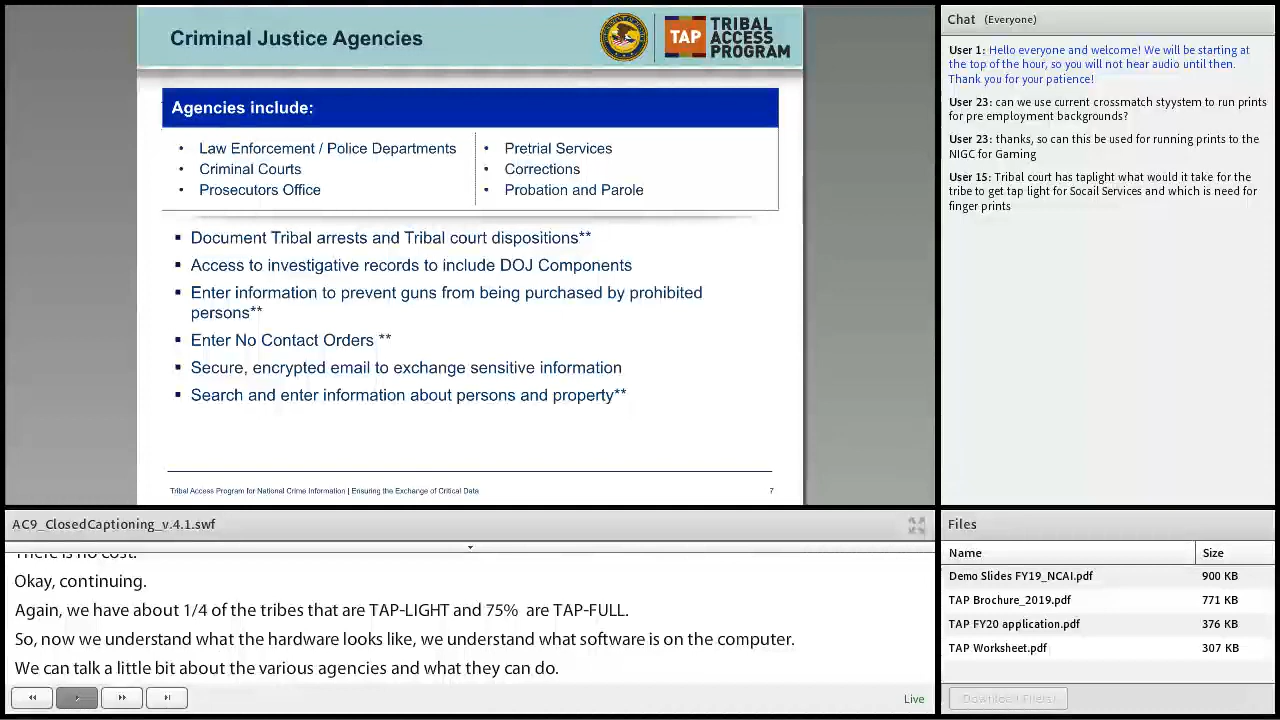 Criminal Justice Agencies
TAP
TRIBAL
ACCESS
PROGRAM
Agencies include:
• Law Enforcement / Police Departments
• Criminal Courts
• Prosecutors Office
• Pretrial Services
• Corrections
• Probation and Parole
▪ Document Tribal arrests and Tribal court dispositions**
▪ Access to investigative records to include DOJ Components
▪ Enter information to prevent guns from being purchased by prohibited
persons**
▪ Enter No Contact Orders **
▪ Secure, encrypted email to exchange sensitive information
▪ Search and enter information about persons and property**
Tribal Access Program for National Crime Information | Ensuring the Exchange of Critical Data
7
Chat (Everyone)
User 1: Hello everyone and welcome! We will be starting at
the top of the hour, so you will not hear audio until then.
Thank you for your patience!
User 23: can we use current crossmatch styystem to run prints
for pre employment backgrounds?
User 23: thanks, so can this be used for running prints to the
NIGC for Gaming
User 15: Tribal court has taplight what would it take for the
tribe to get tap light for Socail Services and which is need for
finger prints
AC9_ClosedCaptioning_v.4.1.swf
There is no cost.
Okay, continuing.
Again, we have about 1/4 of the tribes that are TAP-LIGHT and 75% are TAP-FULL.
So, now we understand what the hardware looks like, we understand what software is on the computer.
We can talk a little bit about the various agencies and what they can do.
Live
Files
Name Size
Demo Slides FY19_NCAI.pdf 900 KB
TAP Brochure_2019.pdf 771 KB
TAP FY20 application.pdf 376 KB
TAP Worksheet.pdf 307 KB
Download File(s)